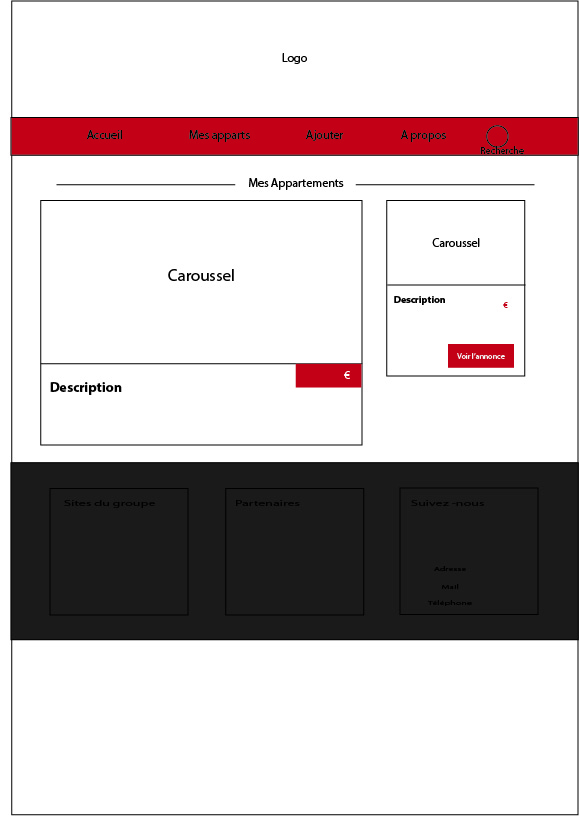 Logo
Accueil Mes apparts Ajouter A propos
Recherche
Mes Appartements
Caroussel
€
Description
Caroussel
Description €
Voir l'annonce
Sites du groupe
Partenaires
Suivez -nous
Adresse
Mail
Téléphone